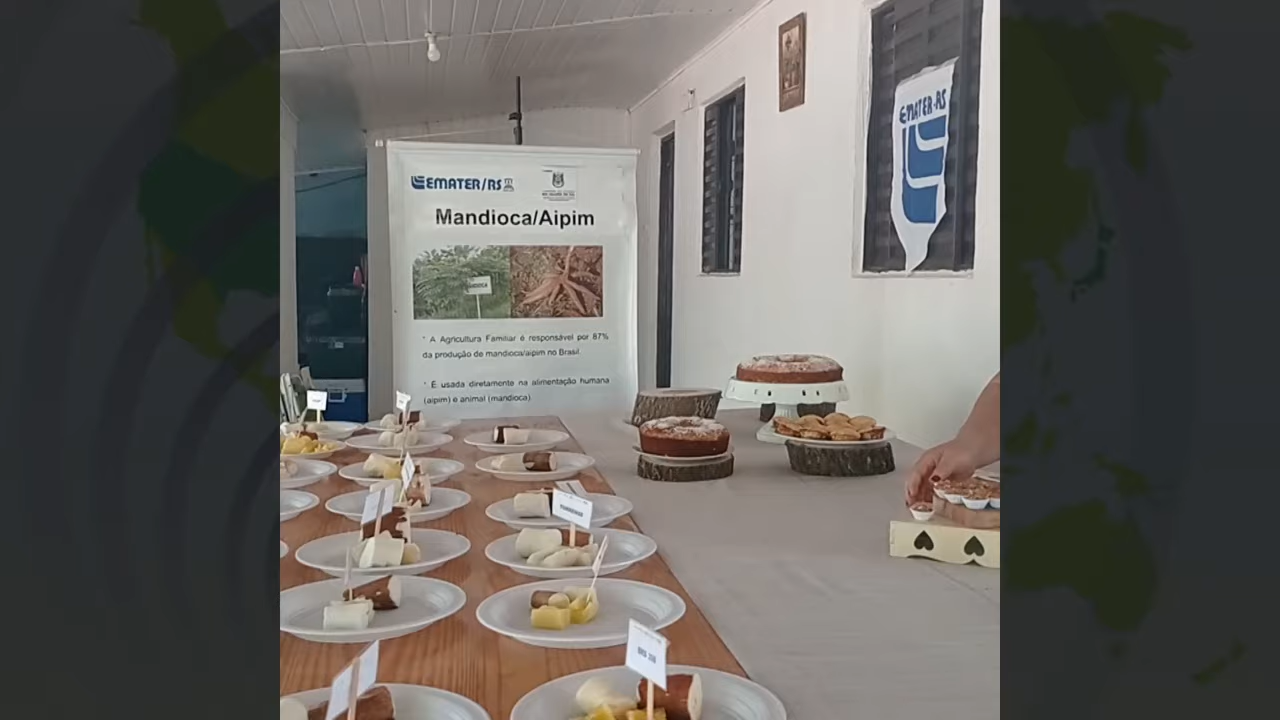 EMATER/RS
EMATER-RS
Mandioca/Aipim
MANDIOCA
* A Agricultura Familiar é responsável por 87%
da produção de mandioca/aipim no Brasil.
* É usada diretamente na alimentação humana
(aipim) e animal (mandioca)